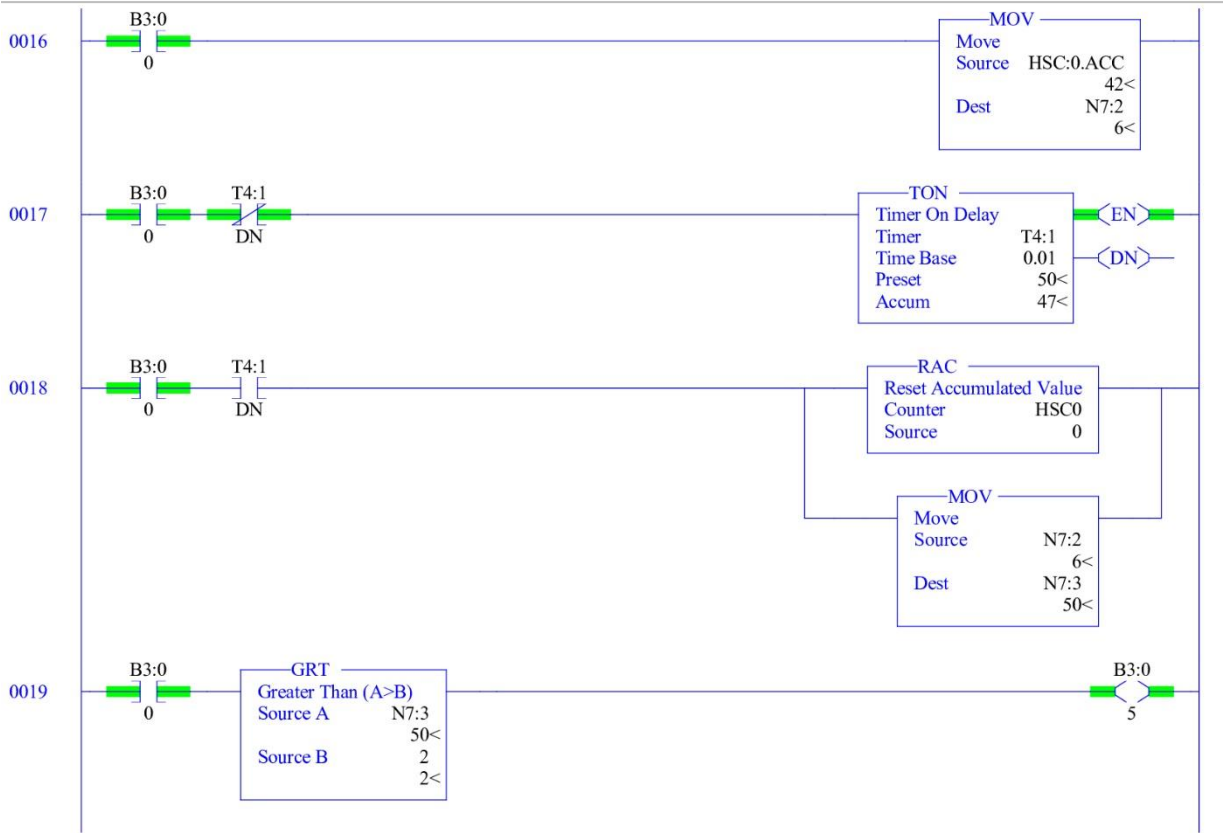 B3:0
MOV
0016
Move
0
Source HSC:0.ACC
42<
Dest N7:2
6<
B3:0 T4:1
TON
0017
Timer On Delay
EN
0 DN
Timer T4:1
Time Base 0.01
DN
Preset 50<
Accum 47<
B3:0 T4:1
RAC
0018
Reset Accumulated Value
0 DN
Counter HSC0
Source 0
MOV
Move
Source N7:2
6<
Dest N7:3
50<
B3:0
GRT
B3:0
0019
Greater Than (A>B)
0
Source A N7:3
5
50<
Source B 2
2<